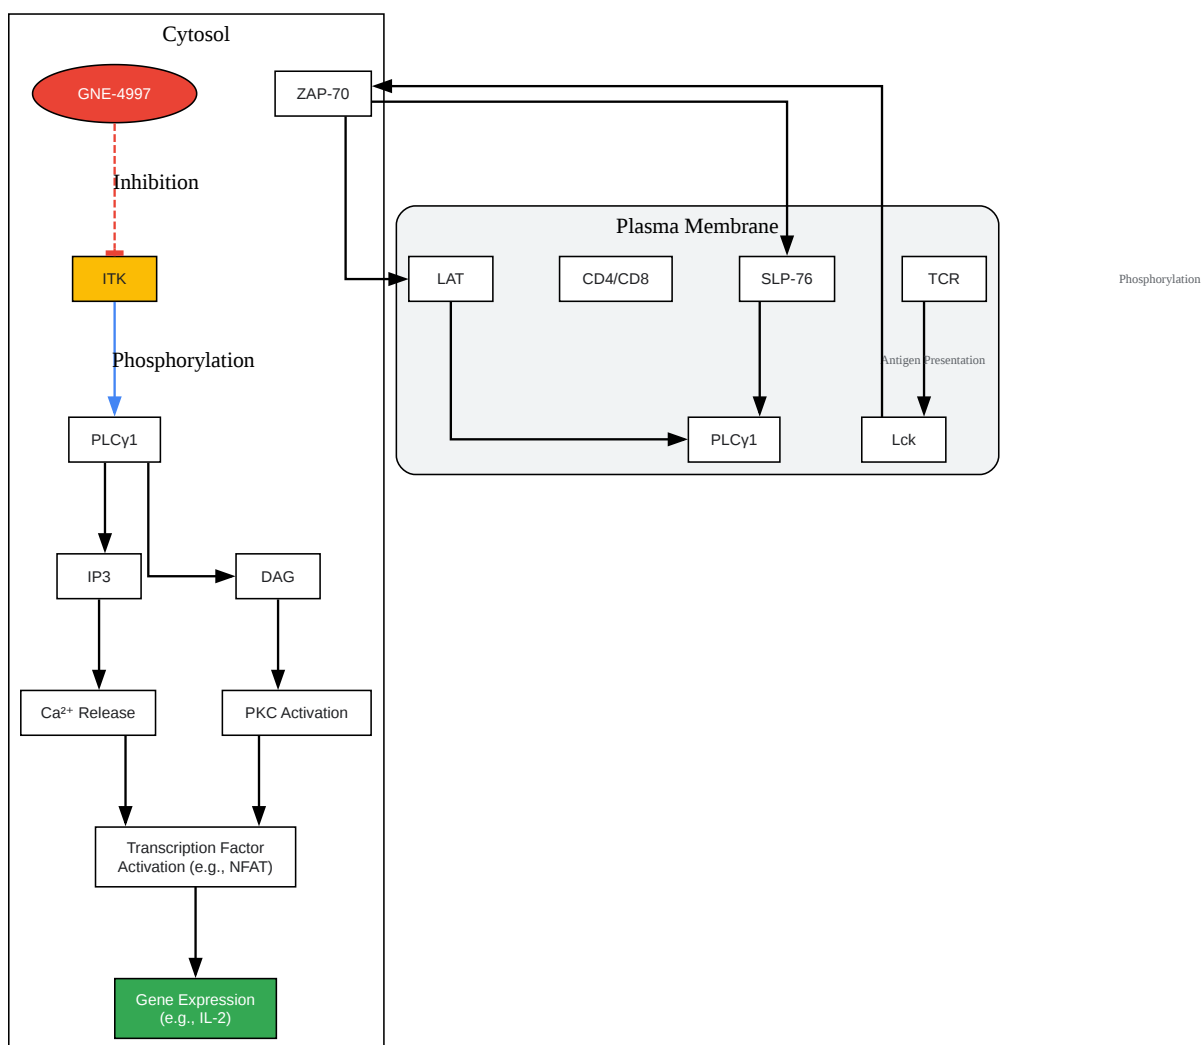 Cytosol
GNE-4997
ZAP-70
Inhibition
Plasma Membrane
ITK
LAT
CD4/CD8
SLP-76
TCR
Phosphorylation
Phosphorylation
Antigen Presentation
PLCγ1
PLCγ1
Lck
IP3
DAG
Ca²⁺ Release
PKC Activation
Transcription Factor
Activation (e.g., NFAT)
Gene Expression
(e.g., IL-2)